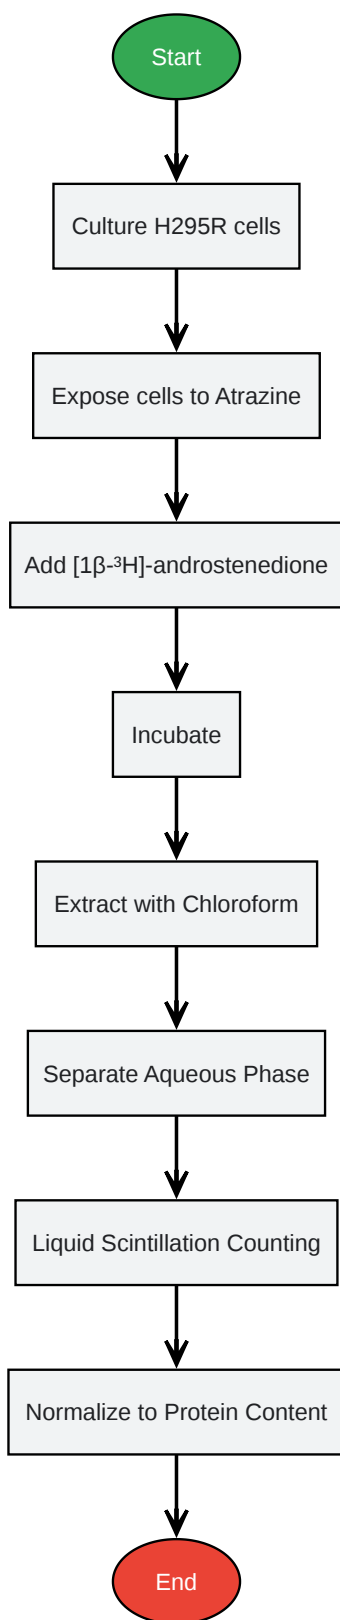 Start
Culture H295R cells
Expose cells to Atrazine
Add [1β-³H]-androstenedione
Incubate
Extract with Chloroform
Separate Aqueous Phase
Liquid Scintillation Counting
Normalize to Protein Content
End